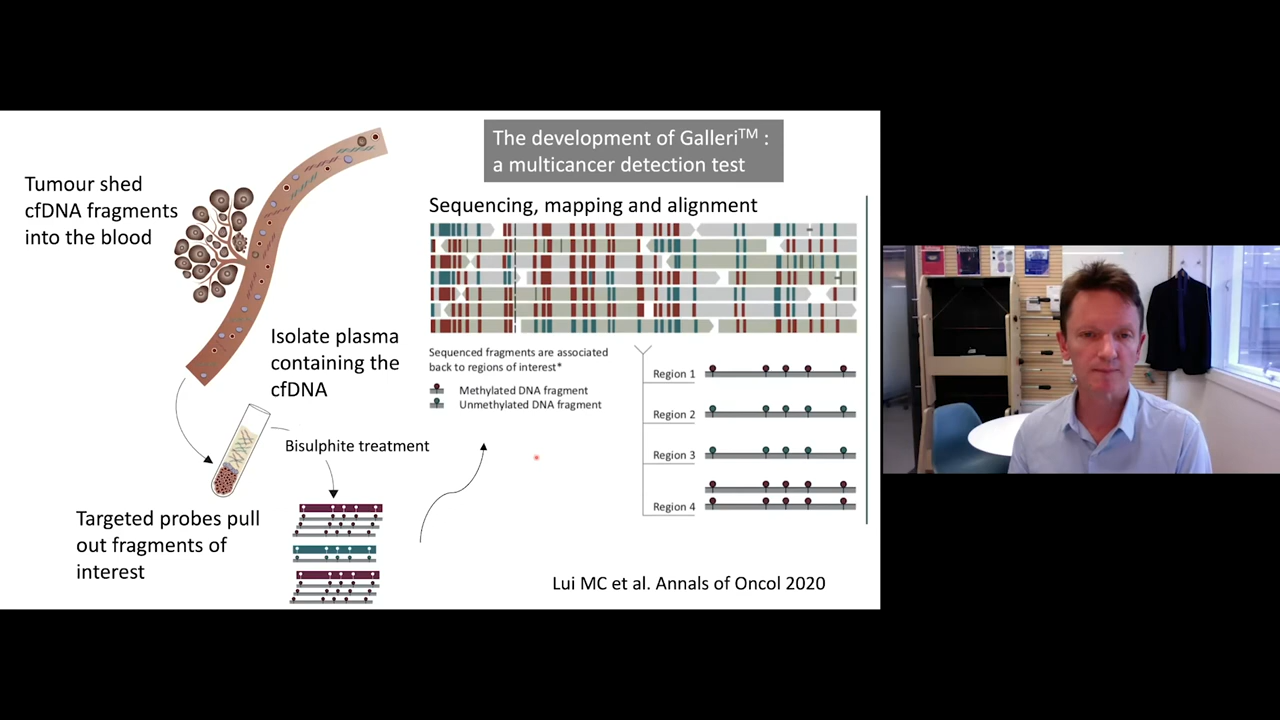 The development of Galleri™ :
a multicancer detection test
Tumour shed
cfDNA fragments
into the blood
Sequencing, mapping and alignment
Isolate plasma
containing the
cfDNA
Sequenced fragments are associated
back to regions of interest*
Methylated DNA fragment
Unmethylated DNA fragment
Region 1
Region 2
Region 3
Region 4
Bisulphite treatment
Targeted probes pull
out fragments of
interest
Lui MC et al. Annals of Oncol 2020